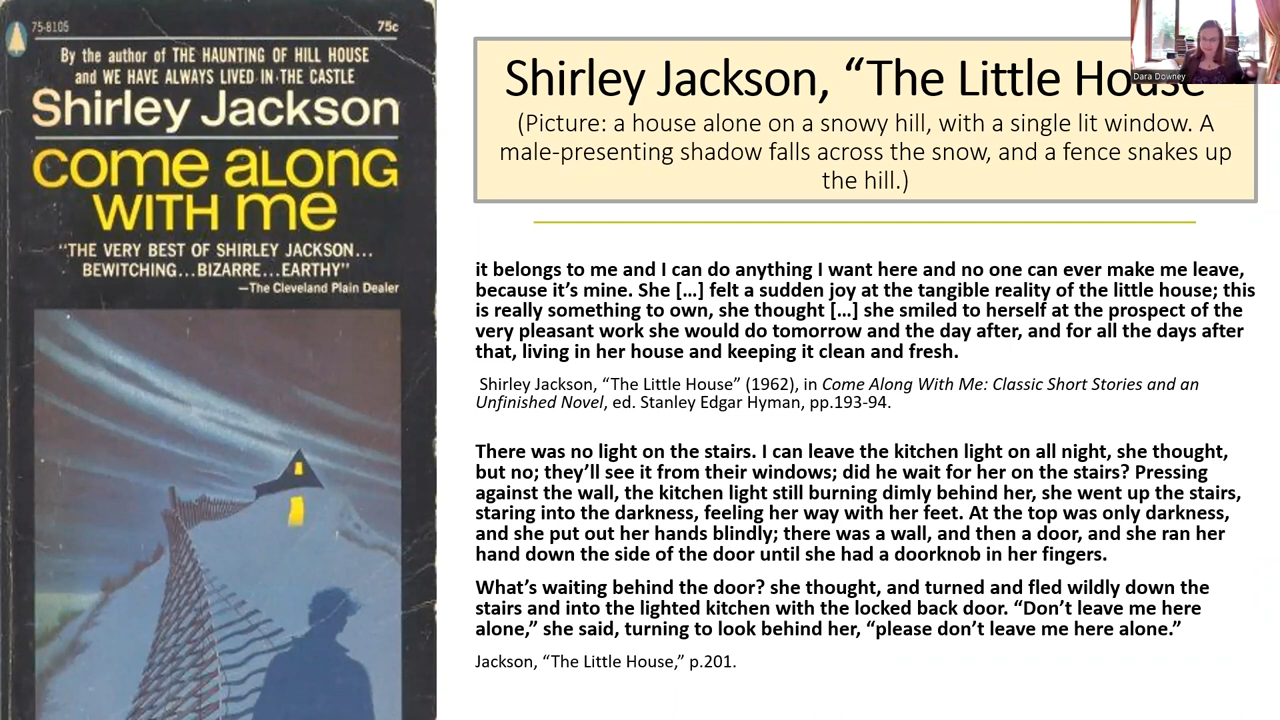 75-8105
75c
By the author of THE HAUNTING OF HILL HOUSE
and WE HAVE ALWAYS LIVED IN THE CASTLE
Shirley Jackson
come along
with me
"THE VERY BEST OF SHIRLEY JACKSON...
BEWITCHING...BIZARRE...EARTHY"
—The Cleveland Plain Dealer
Shirley Jackson, “The Little House”
(Picture: a house alone on a snowy hill, with a single lit window. A
male-presenting shadow falls across the snow, and a fence snakes up
the hill.)
Dara Downey
it belongs to me and I can do anything I want here and no one can ever make me leave,
because it’s mine. She […] felt a sudden joy at the tangible reality of the little house; this
is really something to own, she thought […] she smiled to herself at the prospect of the
very pleasant work she would do tomorrow and the day after, and for all the days after
that, living in her house and keeping it clean and fresh.
Shirley Jackson, “The Little House” (1962), in Come Along With Me: Classic Short Stories and an
Unfinished Novel, ed. Stanley Edgar Hyman, pp.193-94.
There was no light on the stairs. I can leave the kitchen light on all night, she thought,
but no; they’ll see it from their windows; did he wait for her on the stairs? Pressing
against the wall, the kitchen light still burning dimly behind her, she went up the stairs,
staring into the darkness, feeling her way with her feet. At the top was only darkness,
and she put out her hands blindly; there was a wall, and then a door, and she ran her
hand down the side of the door until she had a doorknob in her fingers.
What’s waiting behind the door? she thought, and turned and fled wildly down the
stairs and into the lighted kitchen with the locked back door. “Don’t leave me here
alone,” she said, turning to look behind her, “please don’t leave me here alone.”
Jackson, “The Little House,” p.201.